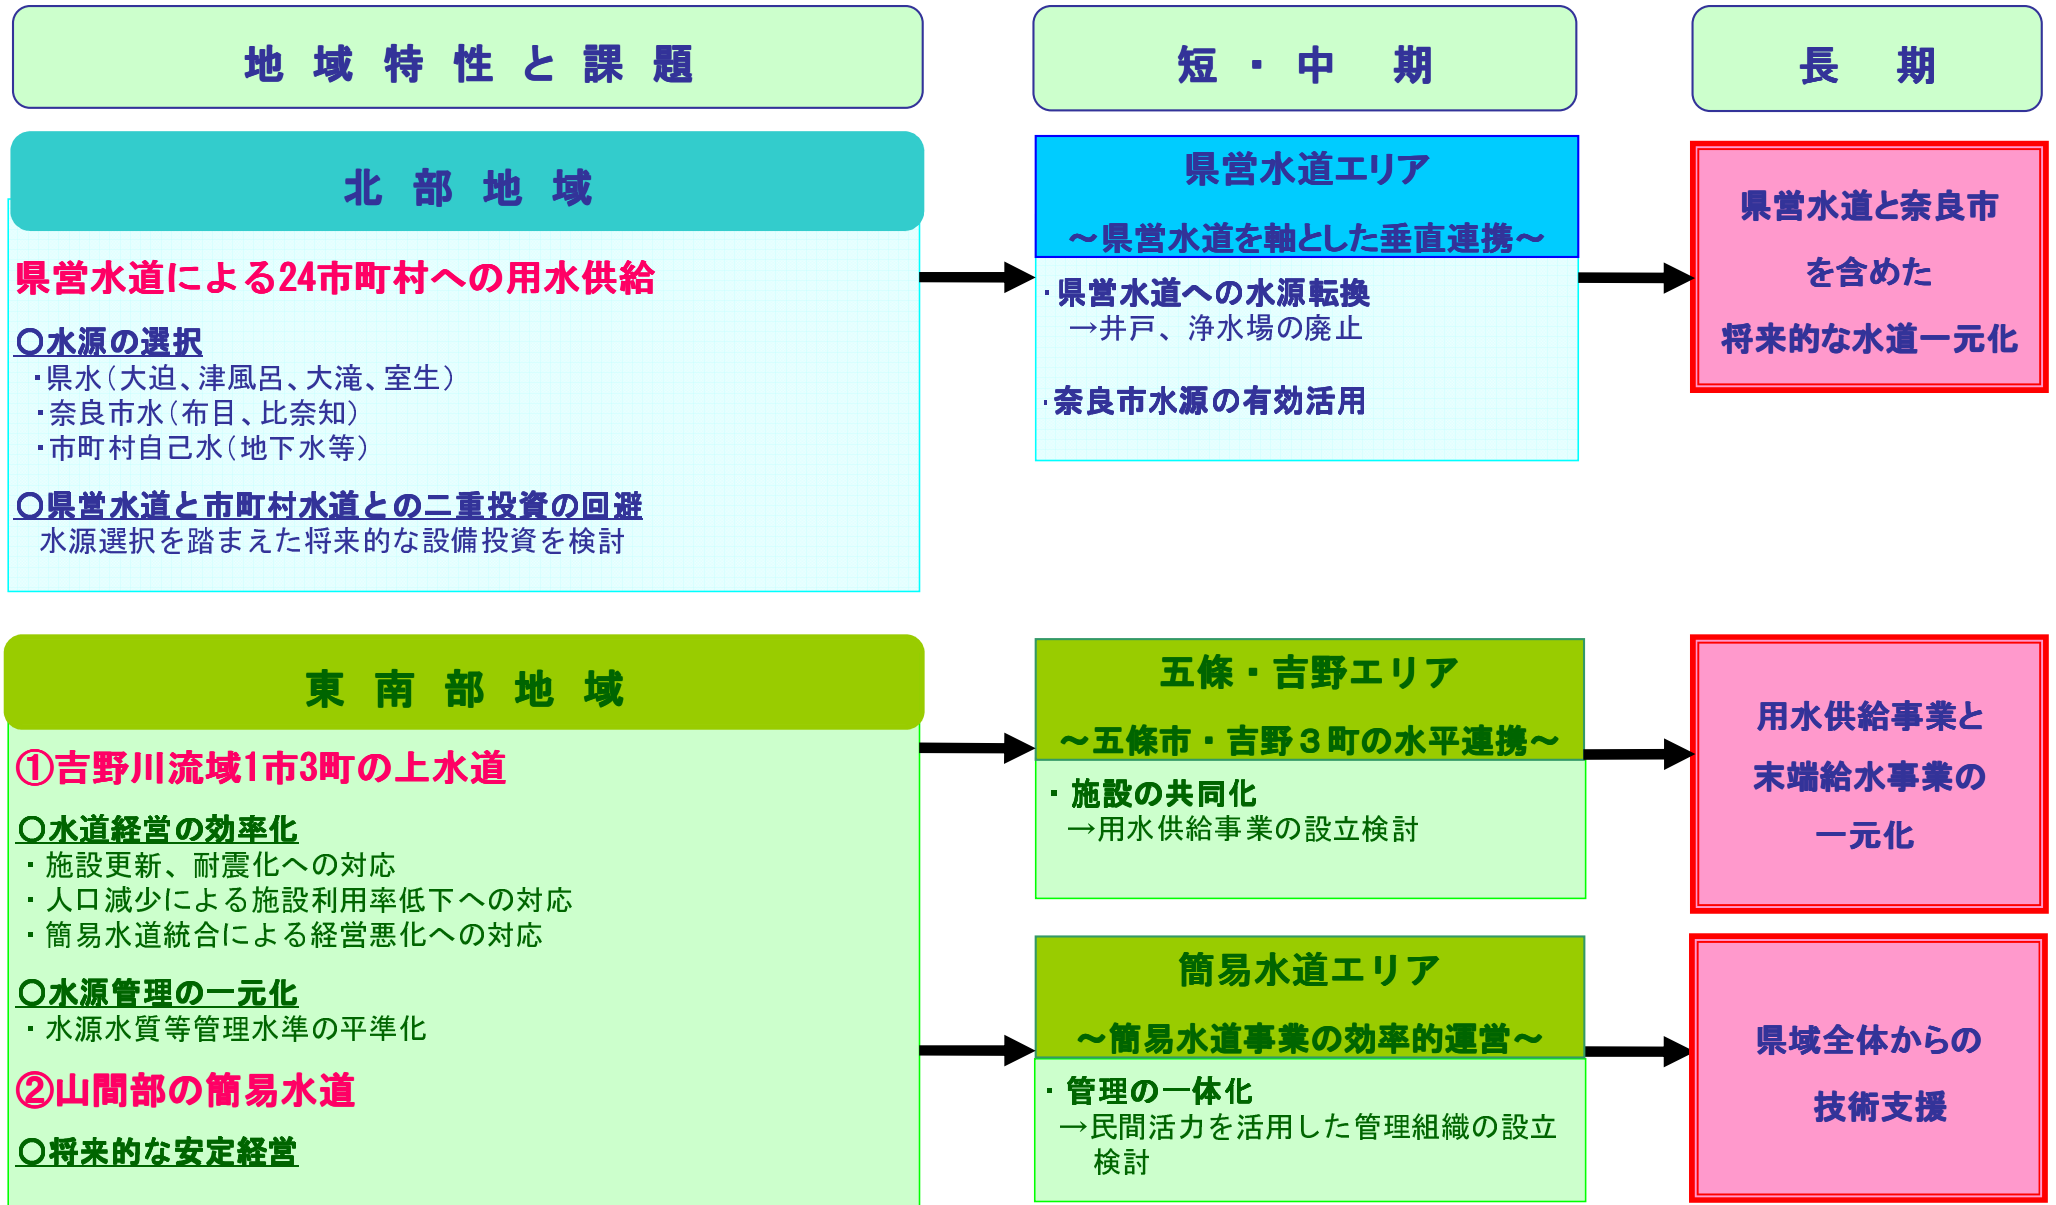 地域特性と課題
短・中期
長期
北部地域
県営水道による24市町村への用水供給
〇水源の選択
・県水(大迫、津風呂、大滝、室生)
・奈良市水(布目、比奈知)
・市町村自己水(地下水等)
〇県営水道と市町村水道との二重投資の回避
水源選択を踏まえた将来的な設備投資を検討
県営水道エリア
～県営水道を軸とした垂直連携～
・県営水道への水源転換
→井戸、浄水場の廃止
・奈良市水源の有効活用
県営水道と奈良市
を含めた
将来的な水道一元化
東南部地域
①吉野川流域1市3町の上水道
〇水道経営の効率化
・施設更新、耐震化への対応
・人口減少による施設利用率低下への対応
・簡易水道統合による経営悪化への対応
〇水源管理の一元化
・水源水質等管理水準の平準化
②山間部の簡易水道
〇将来的な安定経営
五條・吉野エリア
～五條市・吉野３町の水平連携～
・施設の共同化
→用水供給事業の設立検討
用水供給事業と
末端給水事業の
一元化
簡易水道エリア
～簡易水道事業の効率的運営～
・管理の一体化
→民間活力を活用した管理組織の設立
検討
県域全体からの
技術支援